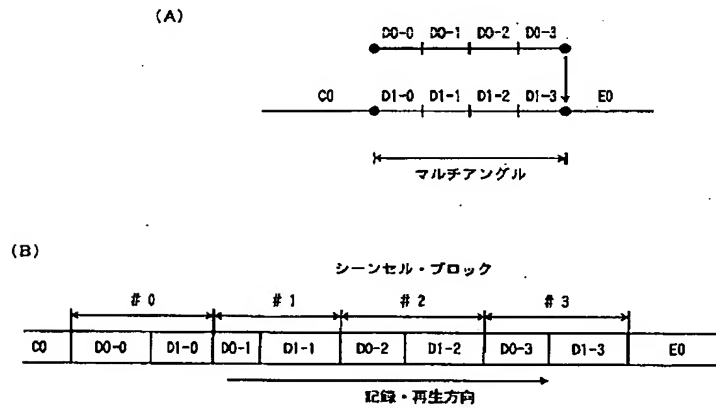 (A)
D0-0 D0-1 D0-2 D0-3
C0 D1-0 D1-1 D1-2 D1-3 E0
マルチアングル
(B)
シーンセル・ブロック
#0 #1 #2 #3
C0 D0-0 D1-0 D0-1 D1-1 D0-2 D1-2 D0-3 D1-3 E0
記録・再生方向